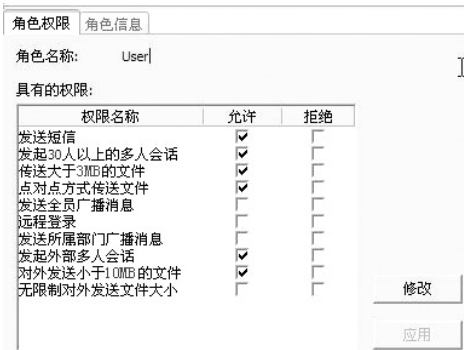 角色权限 角色信息
角色名称: User
具有的权限:
权限名称 允许 拒绝
发送短信
发起30人以上的多人会话
传送大于3MB的文件
点对点方式传送文件
发送全员广播消息
远程登录
发送所属部门广播消息
发起外部多人会话
对外发送小于10MB的文件
无限制对外发送文件大小
修改
应用